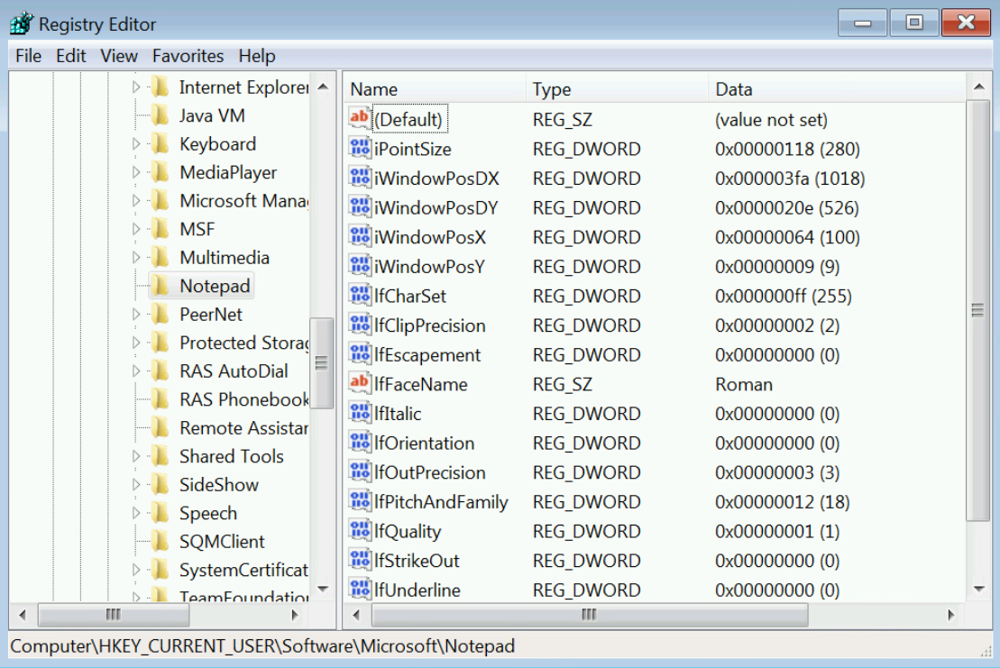 Registry Editor
File Edit View Favorites Help
Internet Explorer
Java VM
Keyboard
MediaPlayer
Microsoft Mana
MSF
Multimedia
Notepad
PeerNet
Protected Storag
RAS AutoDial
RAS Phonebook
Remote Assistan
Shared Tools
SideShow
Speech
SQMClient
SystemCertificat
TeamFoundation
Name Type Data
(Default) REG_SZ (value not set)
iPointSize REG_DWORD 0x00000118 (280)
iWindowPosDX REG_DWORD 0x000003fa (1018)
iWindowPosDY REG_DWORD 0x0000020e (526)
iWindowPosX REG_DWORD 0x00000064 (100)
iWindowPosY REG_DWORD 0x00000009 (9)
lfCharSet REG_DWORD 0x000000ff (255)
lfClipPrecision REG_DWORD 0x00000002 (2)
lfEscapement REG_DWORD 0x00000000 (0)
lfFaceName REG_SZ Roman
lfItalic REG_DWORD 0x00000000 (0)
lfOrientation REG_DWORD 0x00000000 (0)
lfOutPrecision REG_DWORD 0x00000003 (3)
lfPitchAndFamily REG_DWORD 0x00000012 (18)
lfQuality REG_DWORD 0x00000001 (1)
lfStrikeOut REG_DWORD 0x00000000 (0)
lfUnderline REG_DWORD 0x00000000 (0)
Computer\HKEY_CURRENT_USER\Software\Microsoft\Notepad